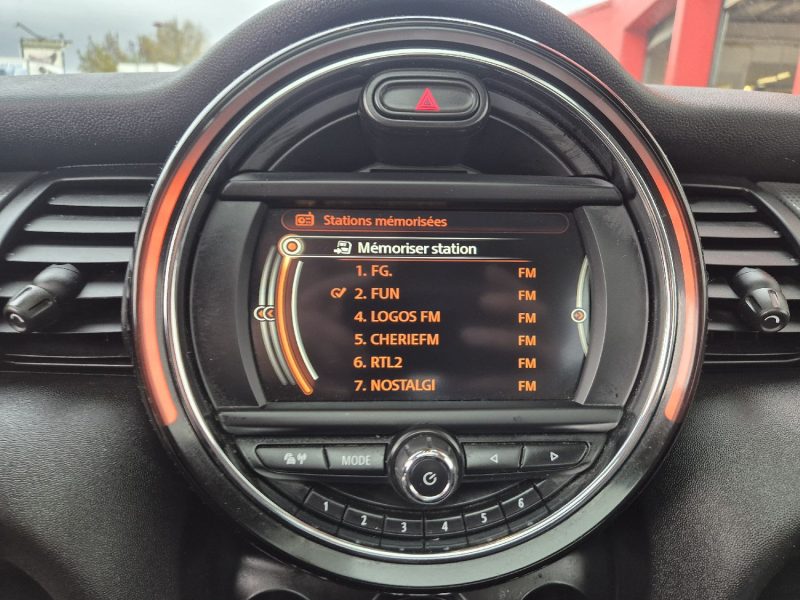 Stations mémorisées
Mémoriser station
1. FG. FM
2. FUN FM
4. LOGOS FM FM
5. CHERIEFM FM
6. RTL2 FM
7. NOSTALGI FM
MODE
1 2 3 4 5 6